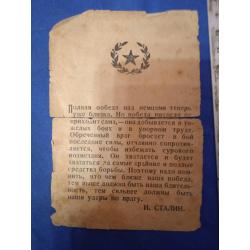 Полная победа над немцами теперь
уже близка. Но победа никогда не
приходит сама, — она добывается в тя-
желых боях и в упорном труде.
Обреченный враг бросает в бой
последние силы, отчаянно сопротив-
ляется, чтобы избежать сурового
возмездия. Он хватается и будет
хвататься за самые крайние и подлые
средства борьбы. Поэтому надо пом-
нить, что чем ближе наша победа,
тем выше должна быть наша бдитель-
ность, тем сильнее должны быть
наши удары по врагу.
И. СТАЛИН.